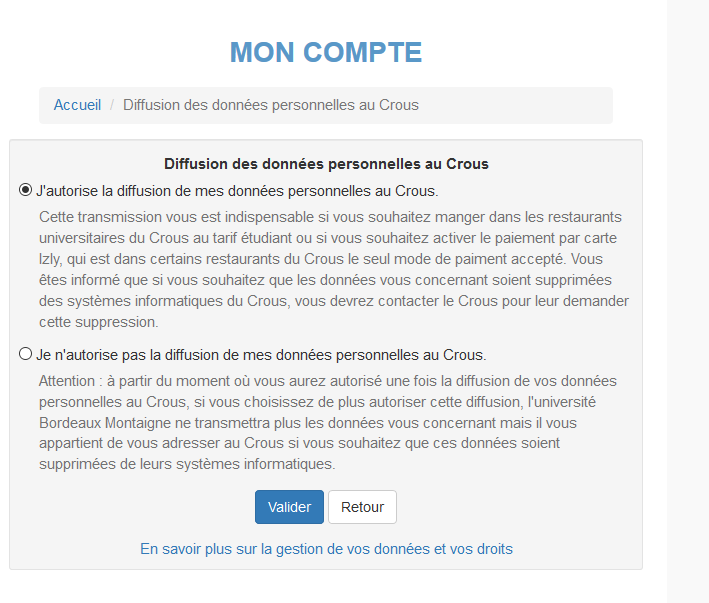 MON COMPTE
Accueil / Diffusion des données personnelles au Crous
Diffusion des données personnelles au Crous
J'autorise la diffusion de mes données personnelles au Crous.
Cette transmission vous est indispensable si vous souhaitez manger dans les restaurants
universitaires du Crous au tarif étudiant ou si vous souhaitez activer le paiement par carte
Izly, qui est dans certains restaurants du Crous le seul mode de paiment accepté. Vous
êtes informé que si vous souhaitez que les données vous concernant soient supprimées
des systèmes informatiques du Crous, vous devrez contacter le Crous pour leur demander
cette suppression.
Je n'autorise pas la diffusion de mes données personnelles au Crous.
Attention : à partir du moment où vous aurez autorisé une fois la diffusion de vos données
personnelles au Crous, si vous choisissez de plus autoriser cette diffusion, l'université
Bordeaux Montaigne ne transmettra plus les données vous concernant mais il vous
appartient de vous adresser au Crous si vous souhaitez que ces données soient
supprimées de leurs systèmes informatiques.
Valider Retour
En savoir plus sur la gestion de vos données et vos droits